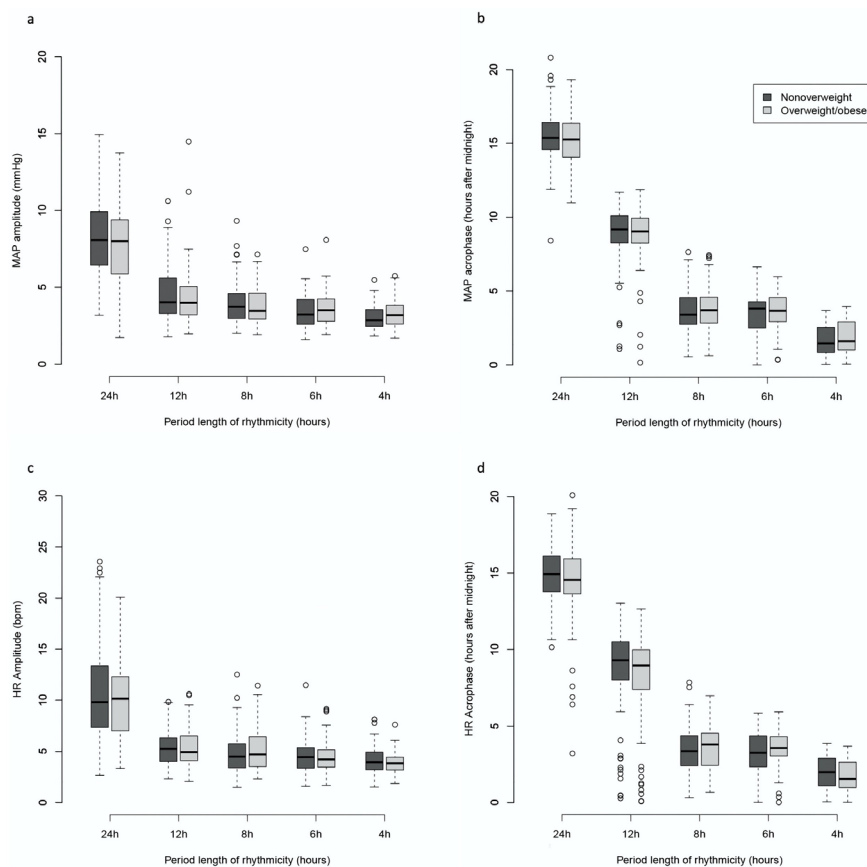 a
MAP amplitude (mmHg)
20
15
10
5
0
24h 12h 8h 6h 4h
Period length of rhythmicity (hours)
b
MAP acrophase (hours after midnight)
20
15
10
5
0
Nonoverweight
Overweight/obese
24h 12h 8h 6h 4h
Period length of rhythmicity (hours)
c
HR Amplitude (bpm)
30
25
20
15
10
5
0
24h 12h 8h 6h 4h
Period length of rhythmicity (hours)
d
HR Acrophase (hours after midnight)
20
15
10
5
0
24h 12h 8h 6h 4h
Period length of rhythmicity (hours)